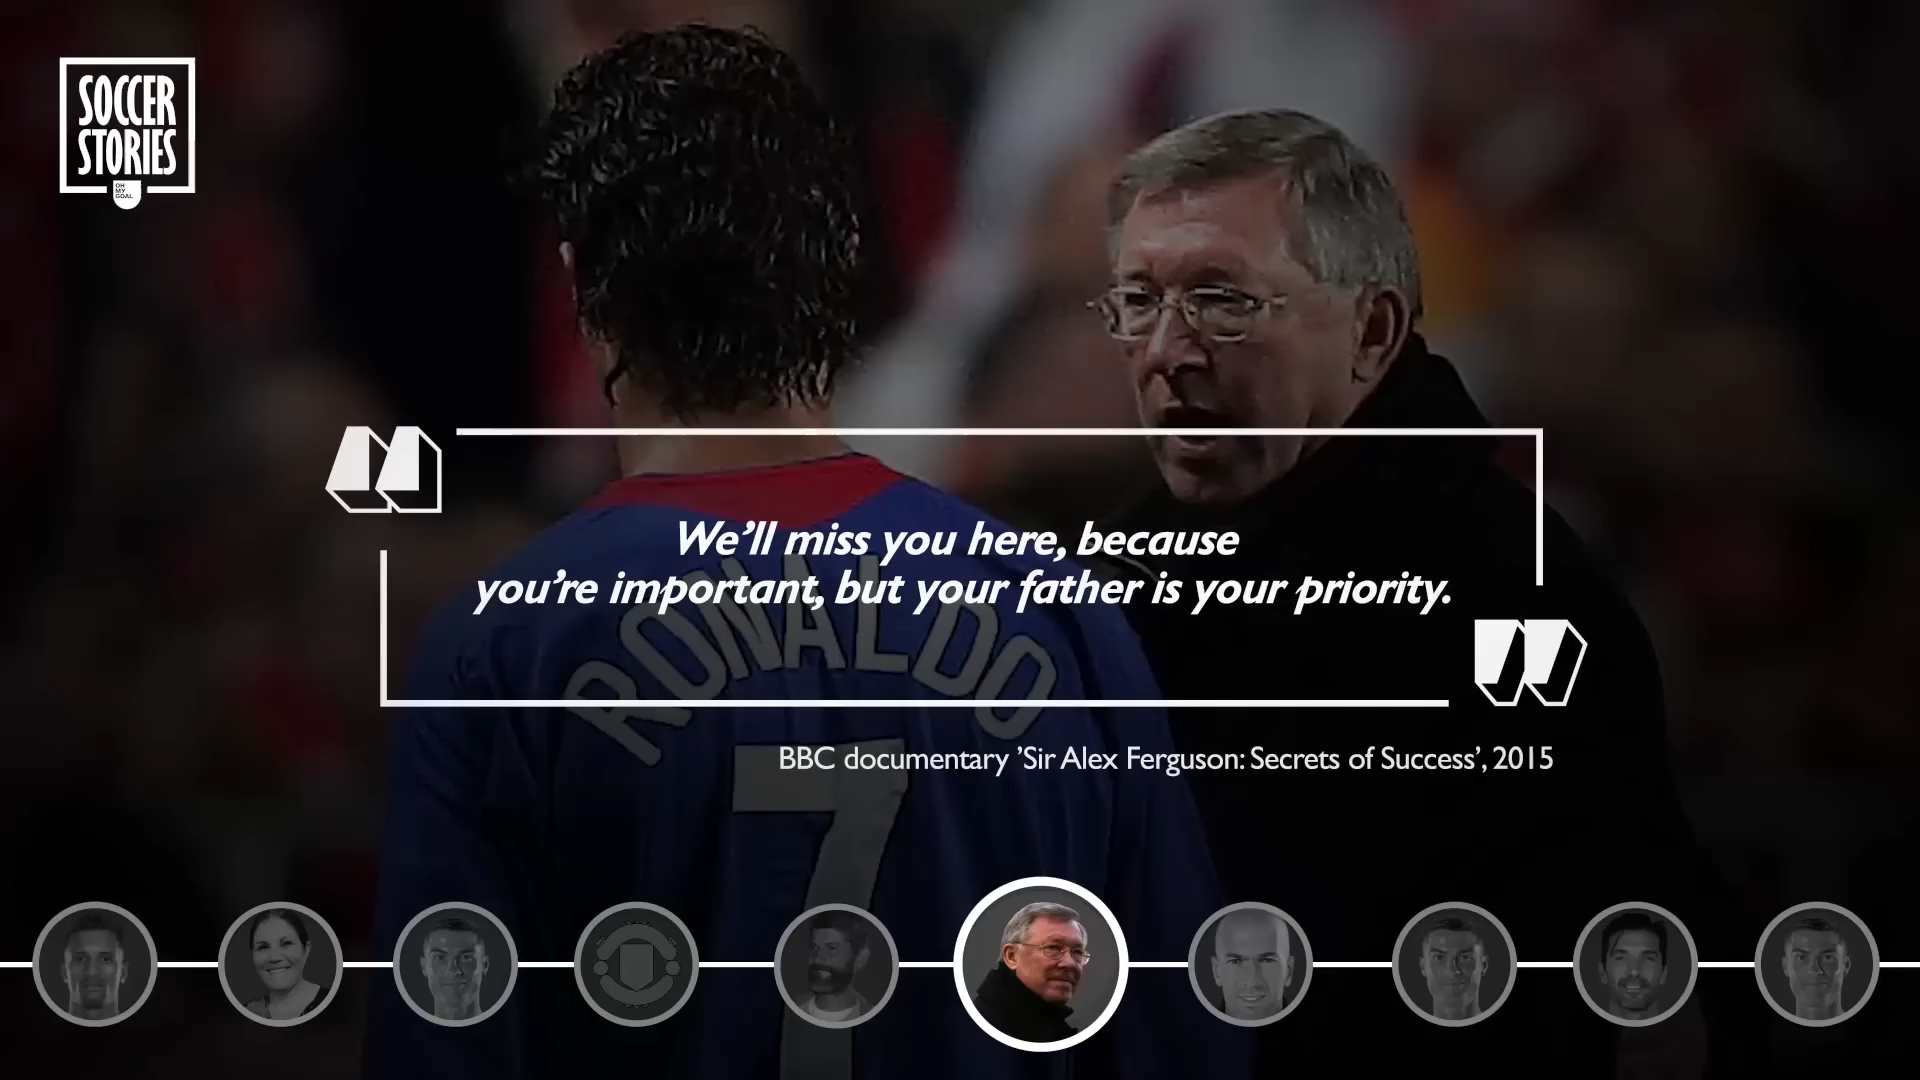 SOCCER
STORIES
OH
MY
GOAL
We'll miss you here, because
you're important, but your father is your priority.
RONALDO
7
BBC documentary 'Sir Alex Ferguson: Secrets of Success', 2015